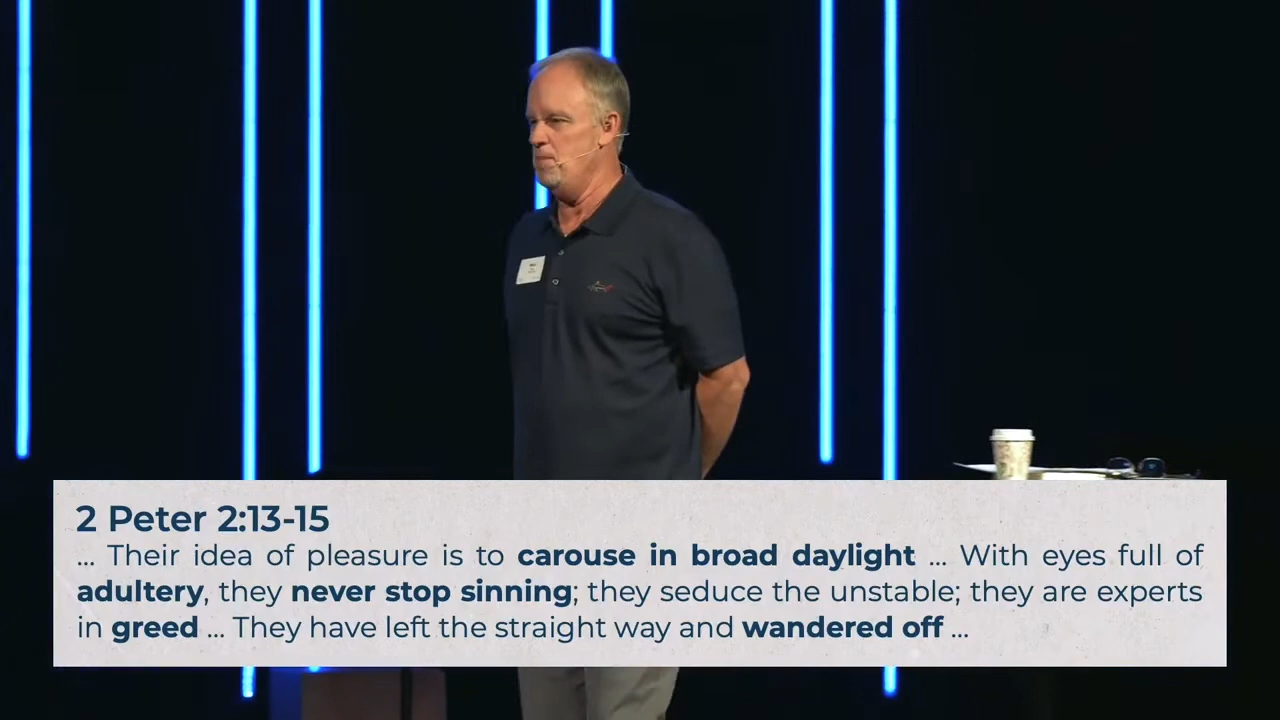 2 Peter 2:13-15
... Their idea of pleasure is to carouse in broad daylight ... With eyes full of
adultery, they never stop sinning; they seduce the unstable; they are experts
in greed ... They have left the straight way and wandered off ...